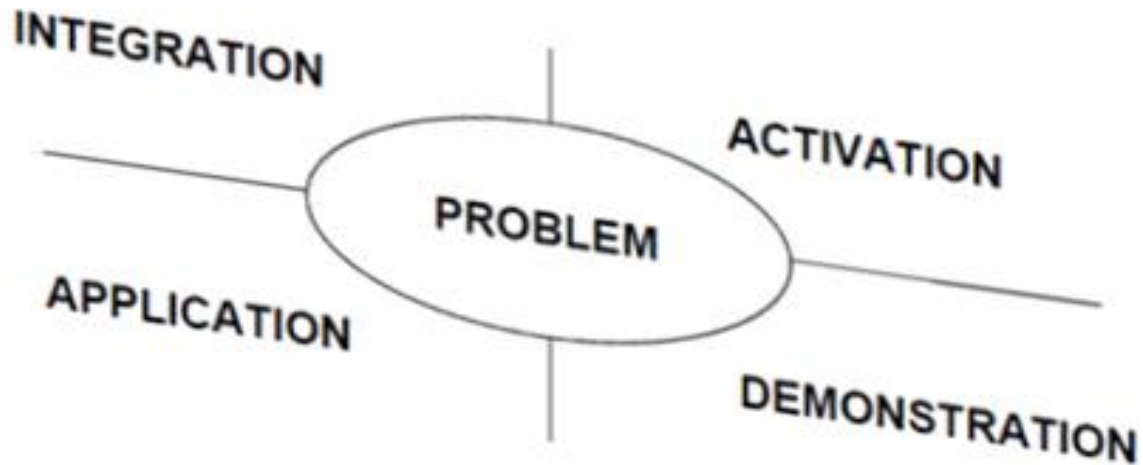 INTEGRATION
ACTIVATION
PROBLEM
APPLICATION
DEMONSTRATION